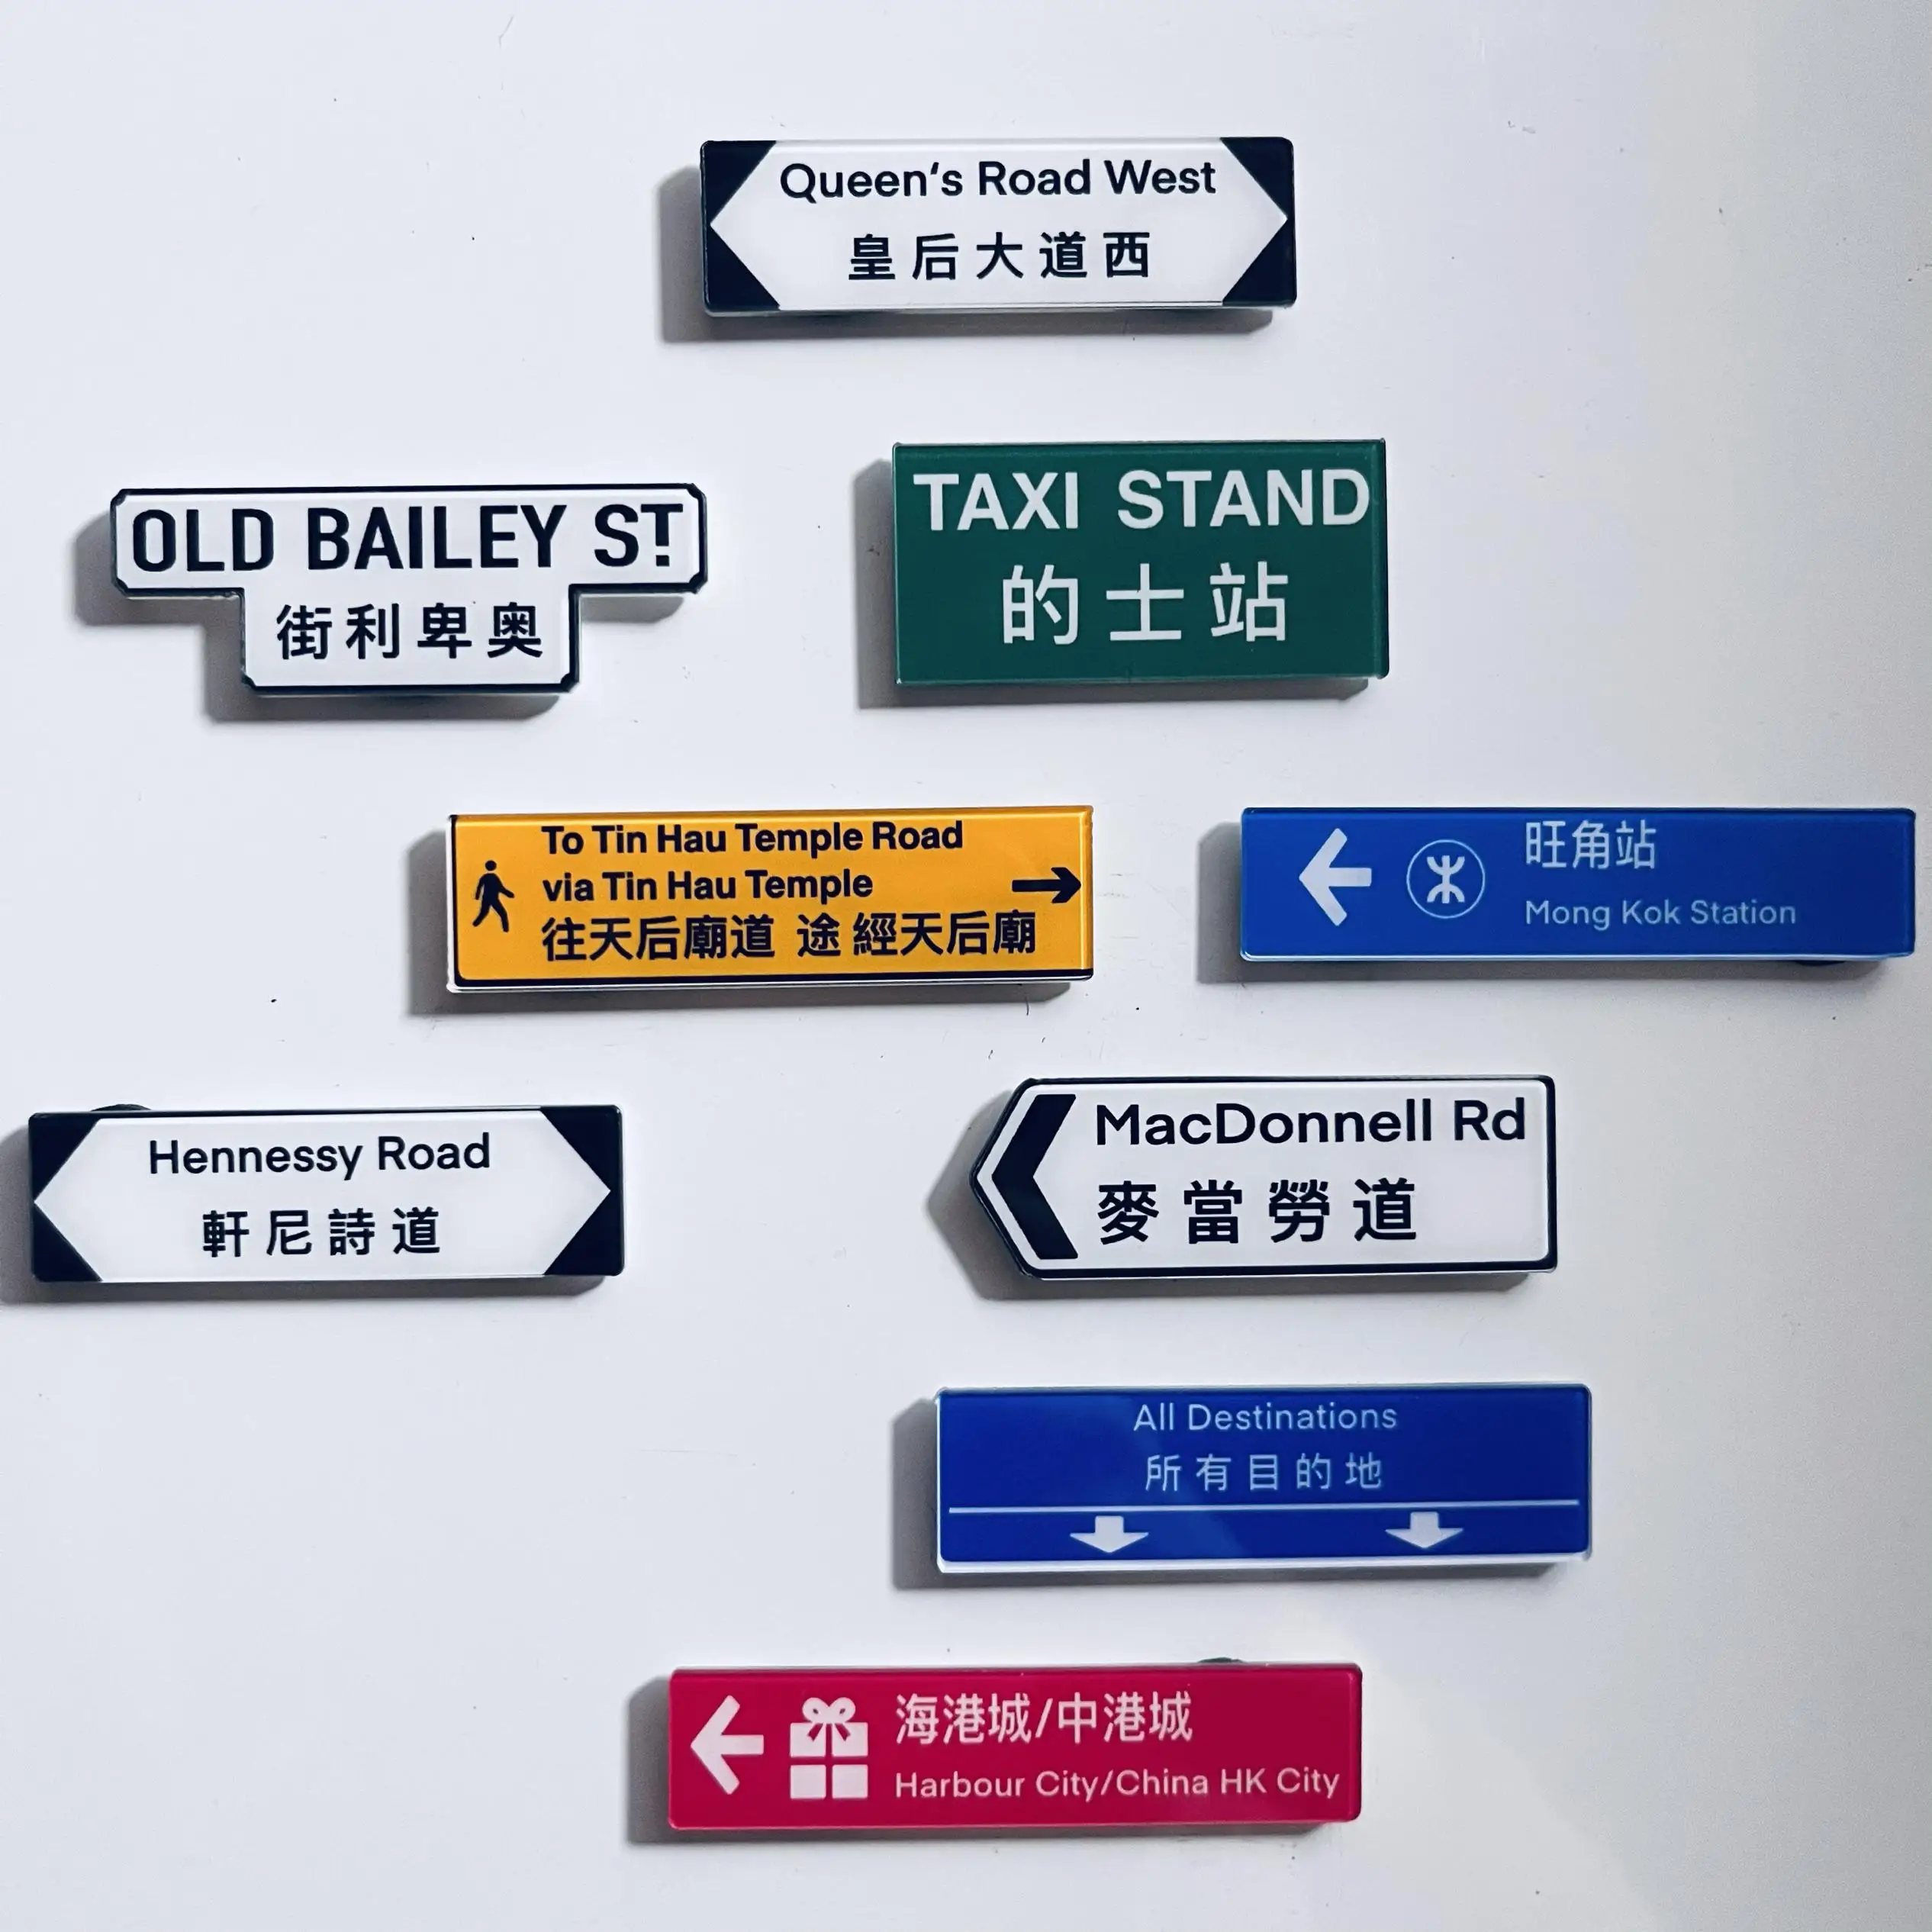 Queen‘s Road West
皇后大道西
OLD BAILEY ST
街利卑奧
TAXI STAND
的士站
To Tin Hau Temple Road
via Tin Hau Temple
往天后廟道 途經天后廟
旺角站
Mong Kok Station
Hennessy Road
軒尼詩道
MacDonnell Rd
麥當勞道
All Destinations
所有目的地
海港城/中港城
Harbour City/China HK City